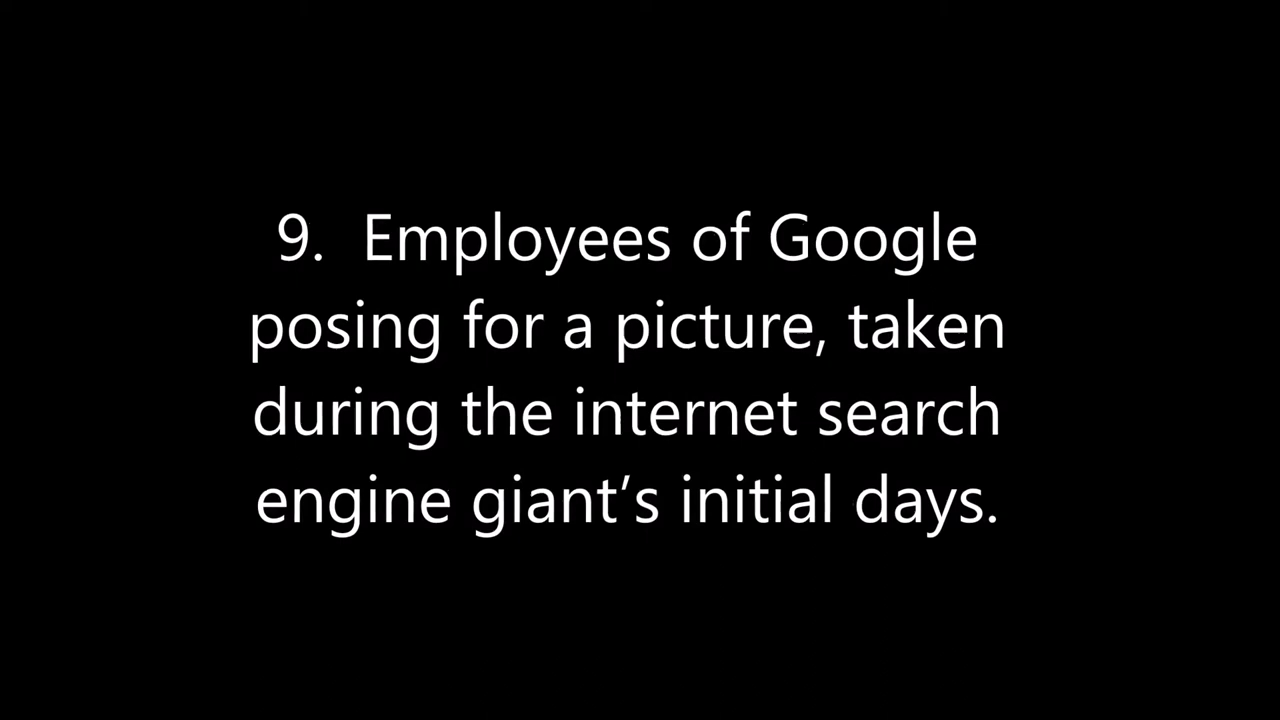 9.  Employees of Google
posing for a picture, taken
during the internet search
engine giant’s initial days.